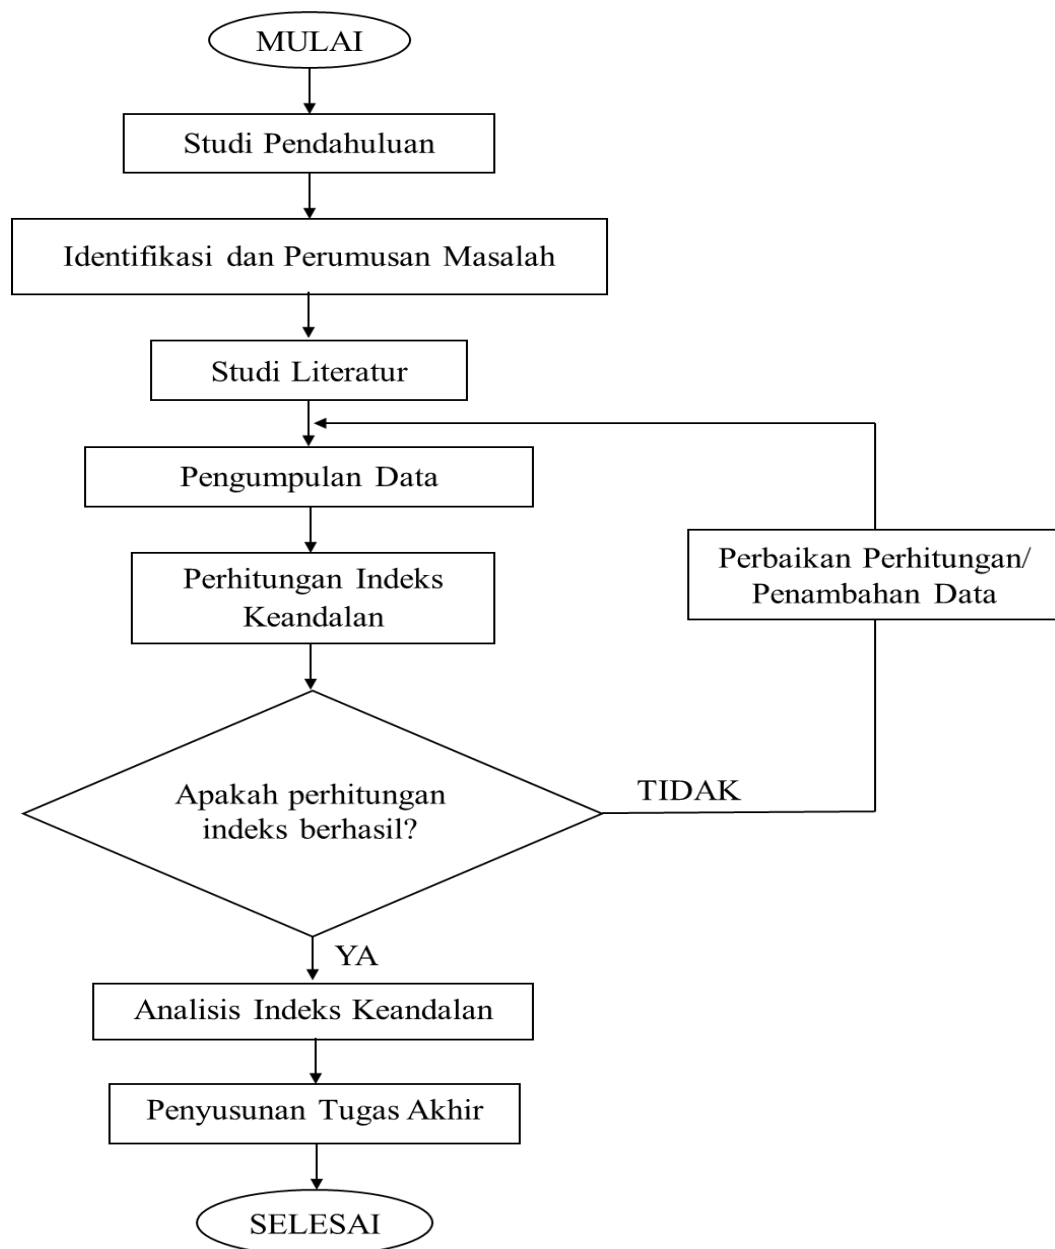 MULAI
Studi Pendahuluan
Identifikasi dan Perumusan Masalah
Studi Literatur
Pengumpulan Data
Perhitungan Indeks
Keandalan
Perbaikan Perhitungan/
Penambahan Data
Apakah perhitungan
indeks berhasil?
TIDAK
YA
Analisis Indeks Keandalan
Penyusunan Tugas Akhir
SELESAI